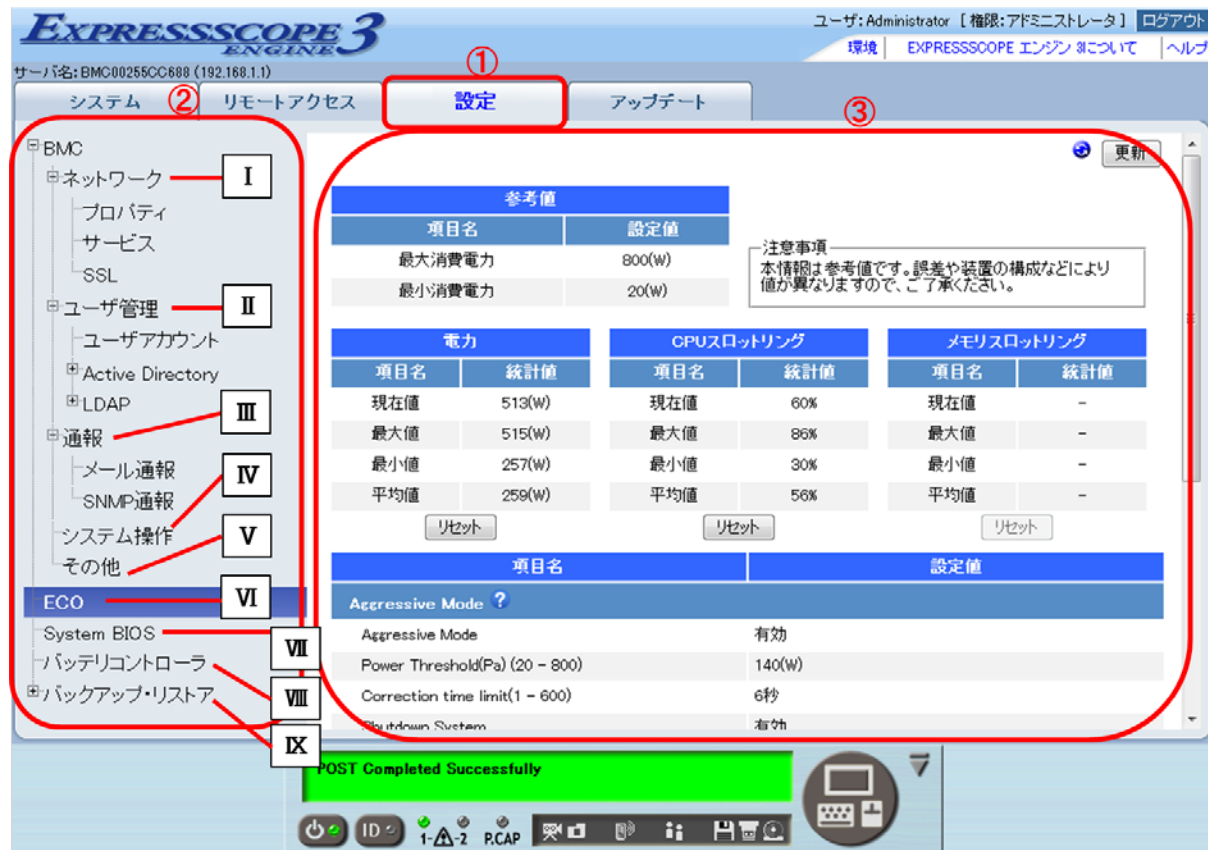 EXPRESSSCOPE
ENGINE 3
ユーザ: Administrator [ 権限: アドミニストレータ ] ログアウト
環境 EXPRESSSCOPE エンジン 3について ヘルプ
サーバ名: BMC00255CC688 (192.168.1.1)
①
システム リモートアクセス 設定 アップデート
② ③
BMC
ネットワーク Ⅰ
プロパティ
サービス
SSL
ユーザ管理 Ⅱ
ユーザアカウント
Active Directory
LDAP
通報 Ⅲ
メール通報
SNMP通報
システム操作 Ⅳ
その他 Ⅴ
ECO Ⅵ
System BIOS Ⅶ
バッテリコントローラ Ⅷ
バックアップ・リストア Ⅸ
更新
参考値
項目名 設定値
最大消費電力 800(W)
最小消費電力 20(W)
注意事項
本情報は参考値です。誤差や装置の構成などにより
値が異なりますので、ご了承ください。
電力 CPUスロットリング メモリスロットリング
項目名 統計値 項目名 統計値 項目名 統計値
現在値 513(W) 現在値 60% 現在値 -
最大値 515(W) 最大値 86% 最大値 -
最小値 257(W) 最小値 30% 最小値 -
平均値 259(W) 平均値 56% 平均値 -
リセット リセット リセット
項目名 設定値
Aggressive Mode ?
Aggressive Mode 有効
Power Threshold(Pa) (20 - 800) 140(W)
Correction time limit(1 - 600) 6秒
Shutdown System 有効
POST Completed Successfully
ID 1-⚠-2 P.CAP